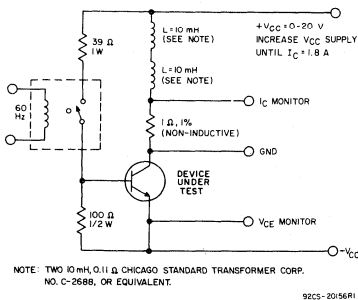 +VCC=0-20 V
INCREASE VCC SUPPLY
UNTIL IC = 1.8 A
39 Ω
1 W
L=10 mH
(SEE NOTE)
L=10 mH
(SEE NOTE)
60
Hz
IC MONITOR
1 Ω, 1%
(NON-INDUCTIVE)
GND
DEVICE
UNDER
TEST
100 Ω
1/2 W
VCE MONITOR
-VCC
NOTE: TWO 10 mH, 0.11 Ω CHICAGO STANDARD TRANSFORMER CORP.
NO. C-2688, OR EQUIVALENT.
92CS-20156R1